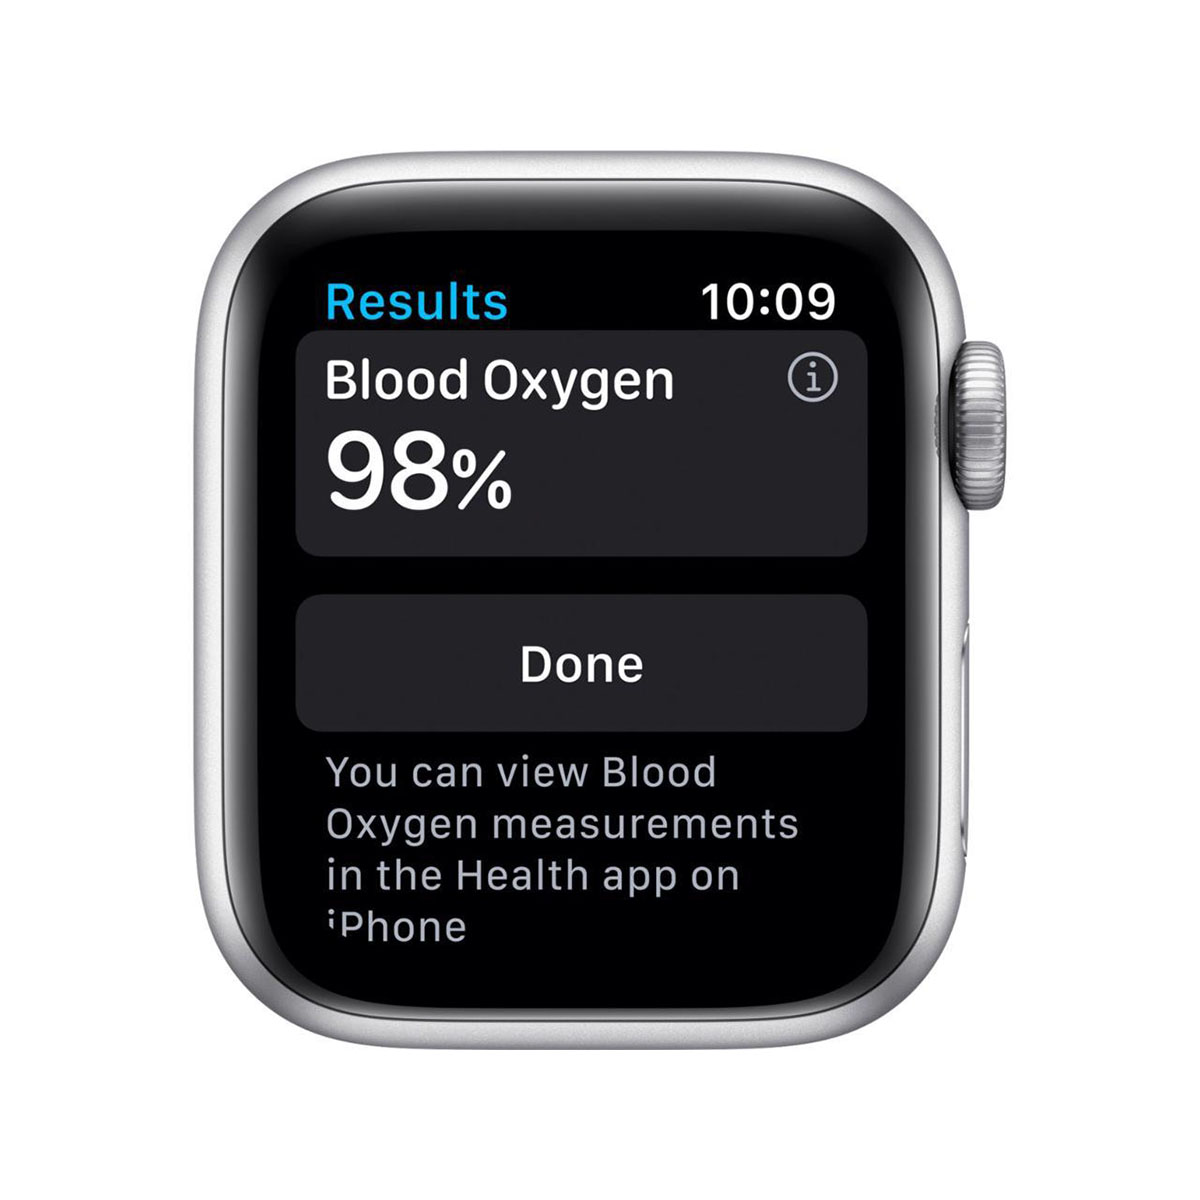 Results 10:09
Blood Oxygen
98%
Done
You can view Blood
Oxygen measurements
in the Health app on
iPhone